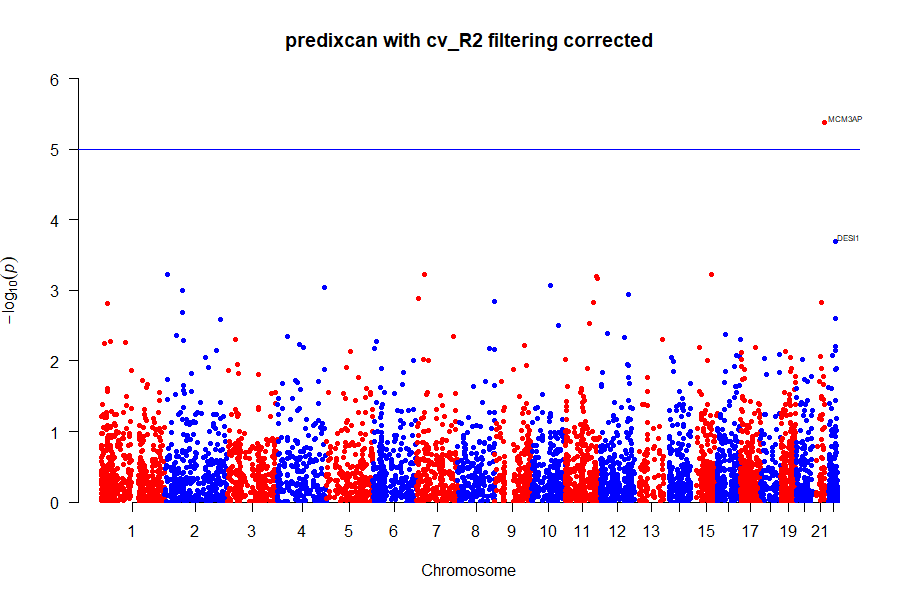 predixcan with cv_R2 filtering corrected
6
5
4
3
2
1
0
−log10(p)
MCM3AP
DESI1
1 2 3 4 5 6 7 8 9 10 11 12 13 15 17 19 21
Chromosome